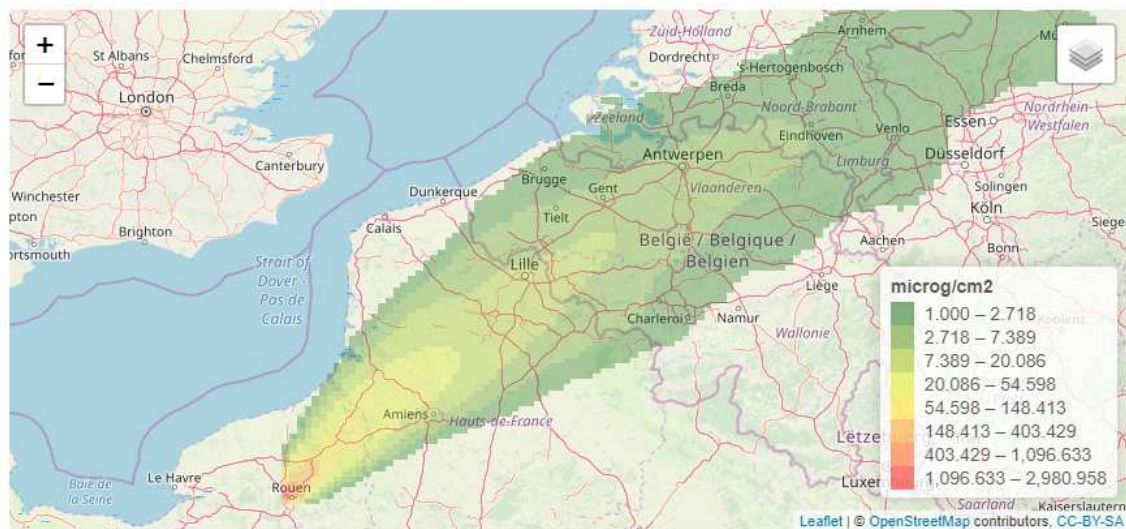 +
−
St Albans
Chelmsford
London
Canterbury
Winchester
Brighton
Strait of
Dover -
Pas de
Calais
Dunkerque
Calais
Zuid-Holland
Dordrecht
Arnhem
's-Hertogenbosch
Breda
Noord-Brabant
Zeeland
Eindhoven
Venlo
Essen
Nordrhein-
Westfalen
Düsseldorf
Limburg
Solingen
Köln
Aachen
Bonn
Antwerpen
Brugge
Gent
Vlaanderen
Tielt
België / Belgique /
Belgien
Lille
Liège
Charleroi
Namur
Wallonie
Amiens
Hauts-de-France
Le Havre
Baie de
la Seine
Rouen
microg/cm2
1.000 – 2.718
2.718 – 7.389
7.389 – 20.086
20.086 – 54.598
54.598 – 148.413
148.413 – 403.429
403.429 – 1,096.633
1,096.633 – 2,980.958
Koblenz
Saarland
Kaiserslautern
Leaflet | © OpenStreetMap contributors, CC-BY-SA